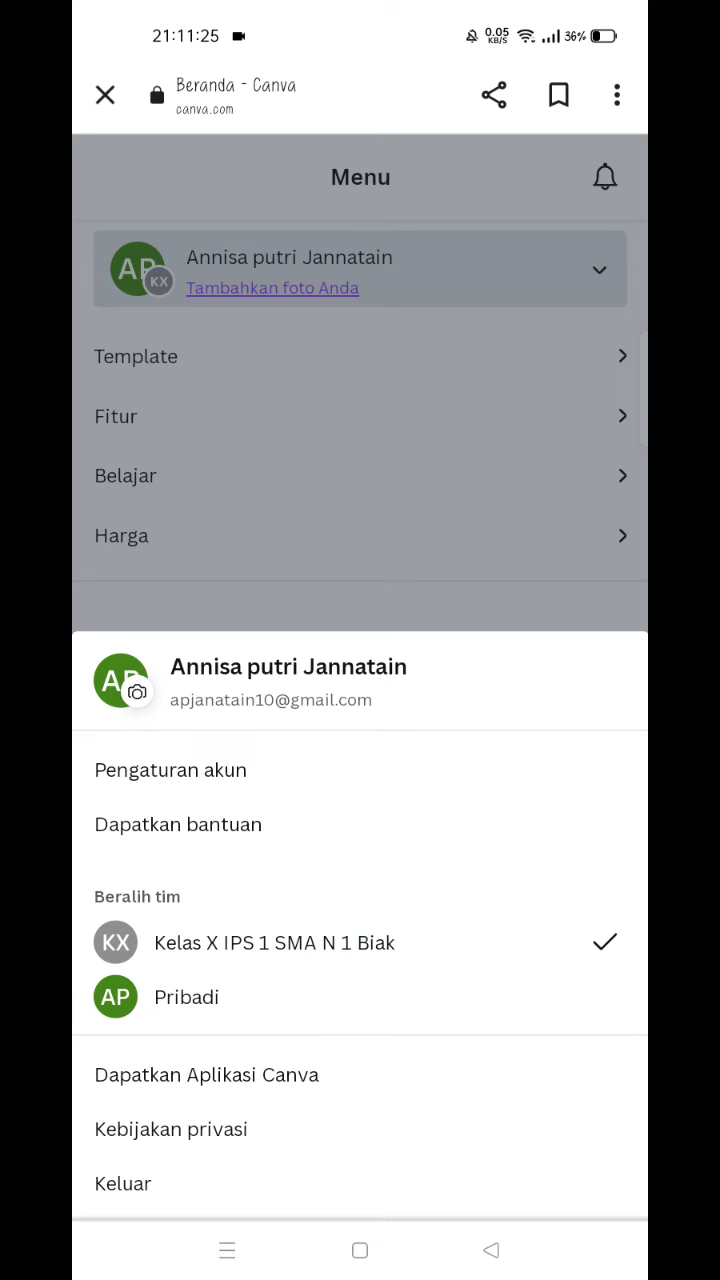 21:11:25 0.05 KB/S 36%
Beranda - Canva
canva.com
Menu
AP KX Annisa putri Jannatain
Tambahkan foto Anda
Template
Fitur
Belajar
Harga
Annisa putri Jannatain
apjanatain10@gmail.com
Pengaturan akun
Dapatkan bantuan
Beralih tim
KX Kelas X IPS 1 SMA N 1 Biak
AP Pribadi
Dapatkan Aplikasi Canva
Kebijakan privasi
Keluar